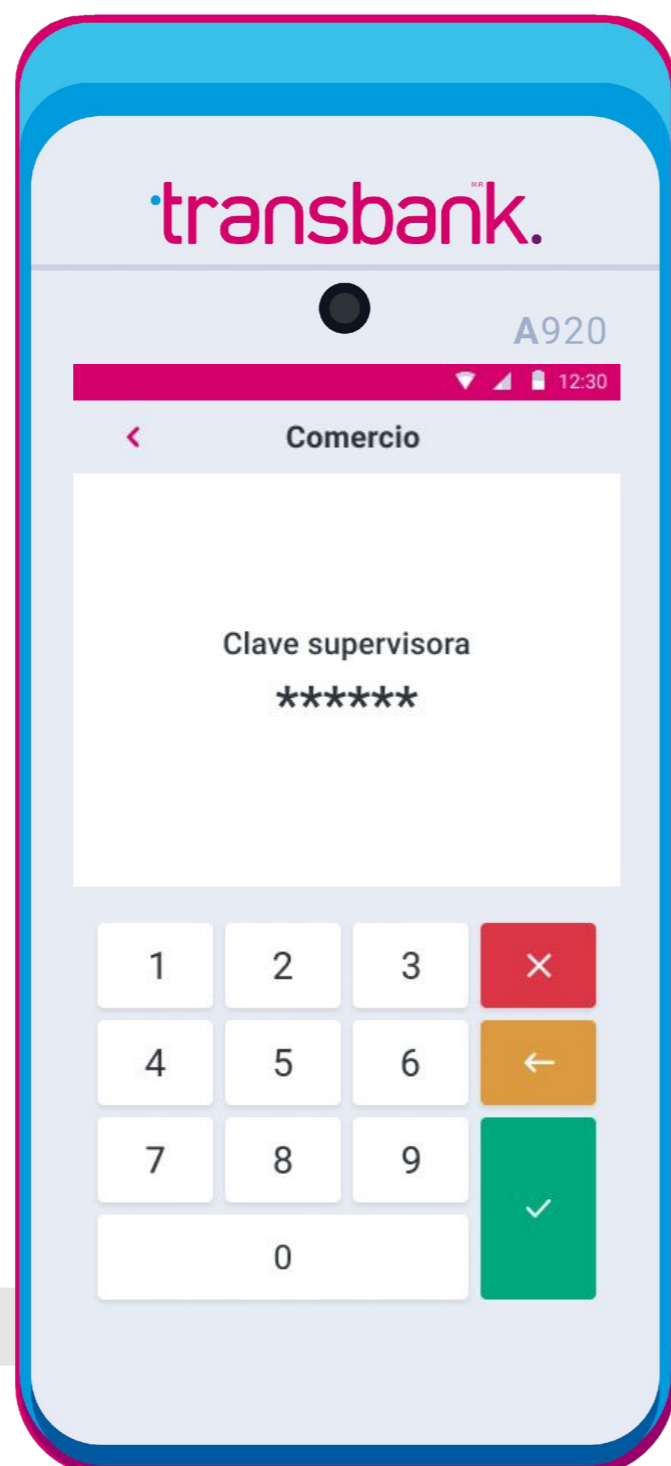 transbank.
M.R.
A920
12:30
Comercio
Clave supervisora
******
1 2 3
4 5 6
7 8 9
0